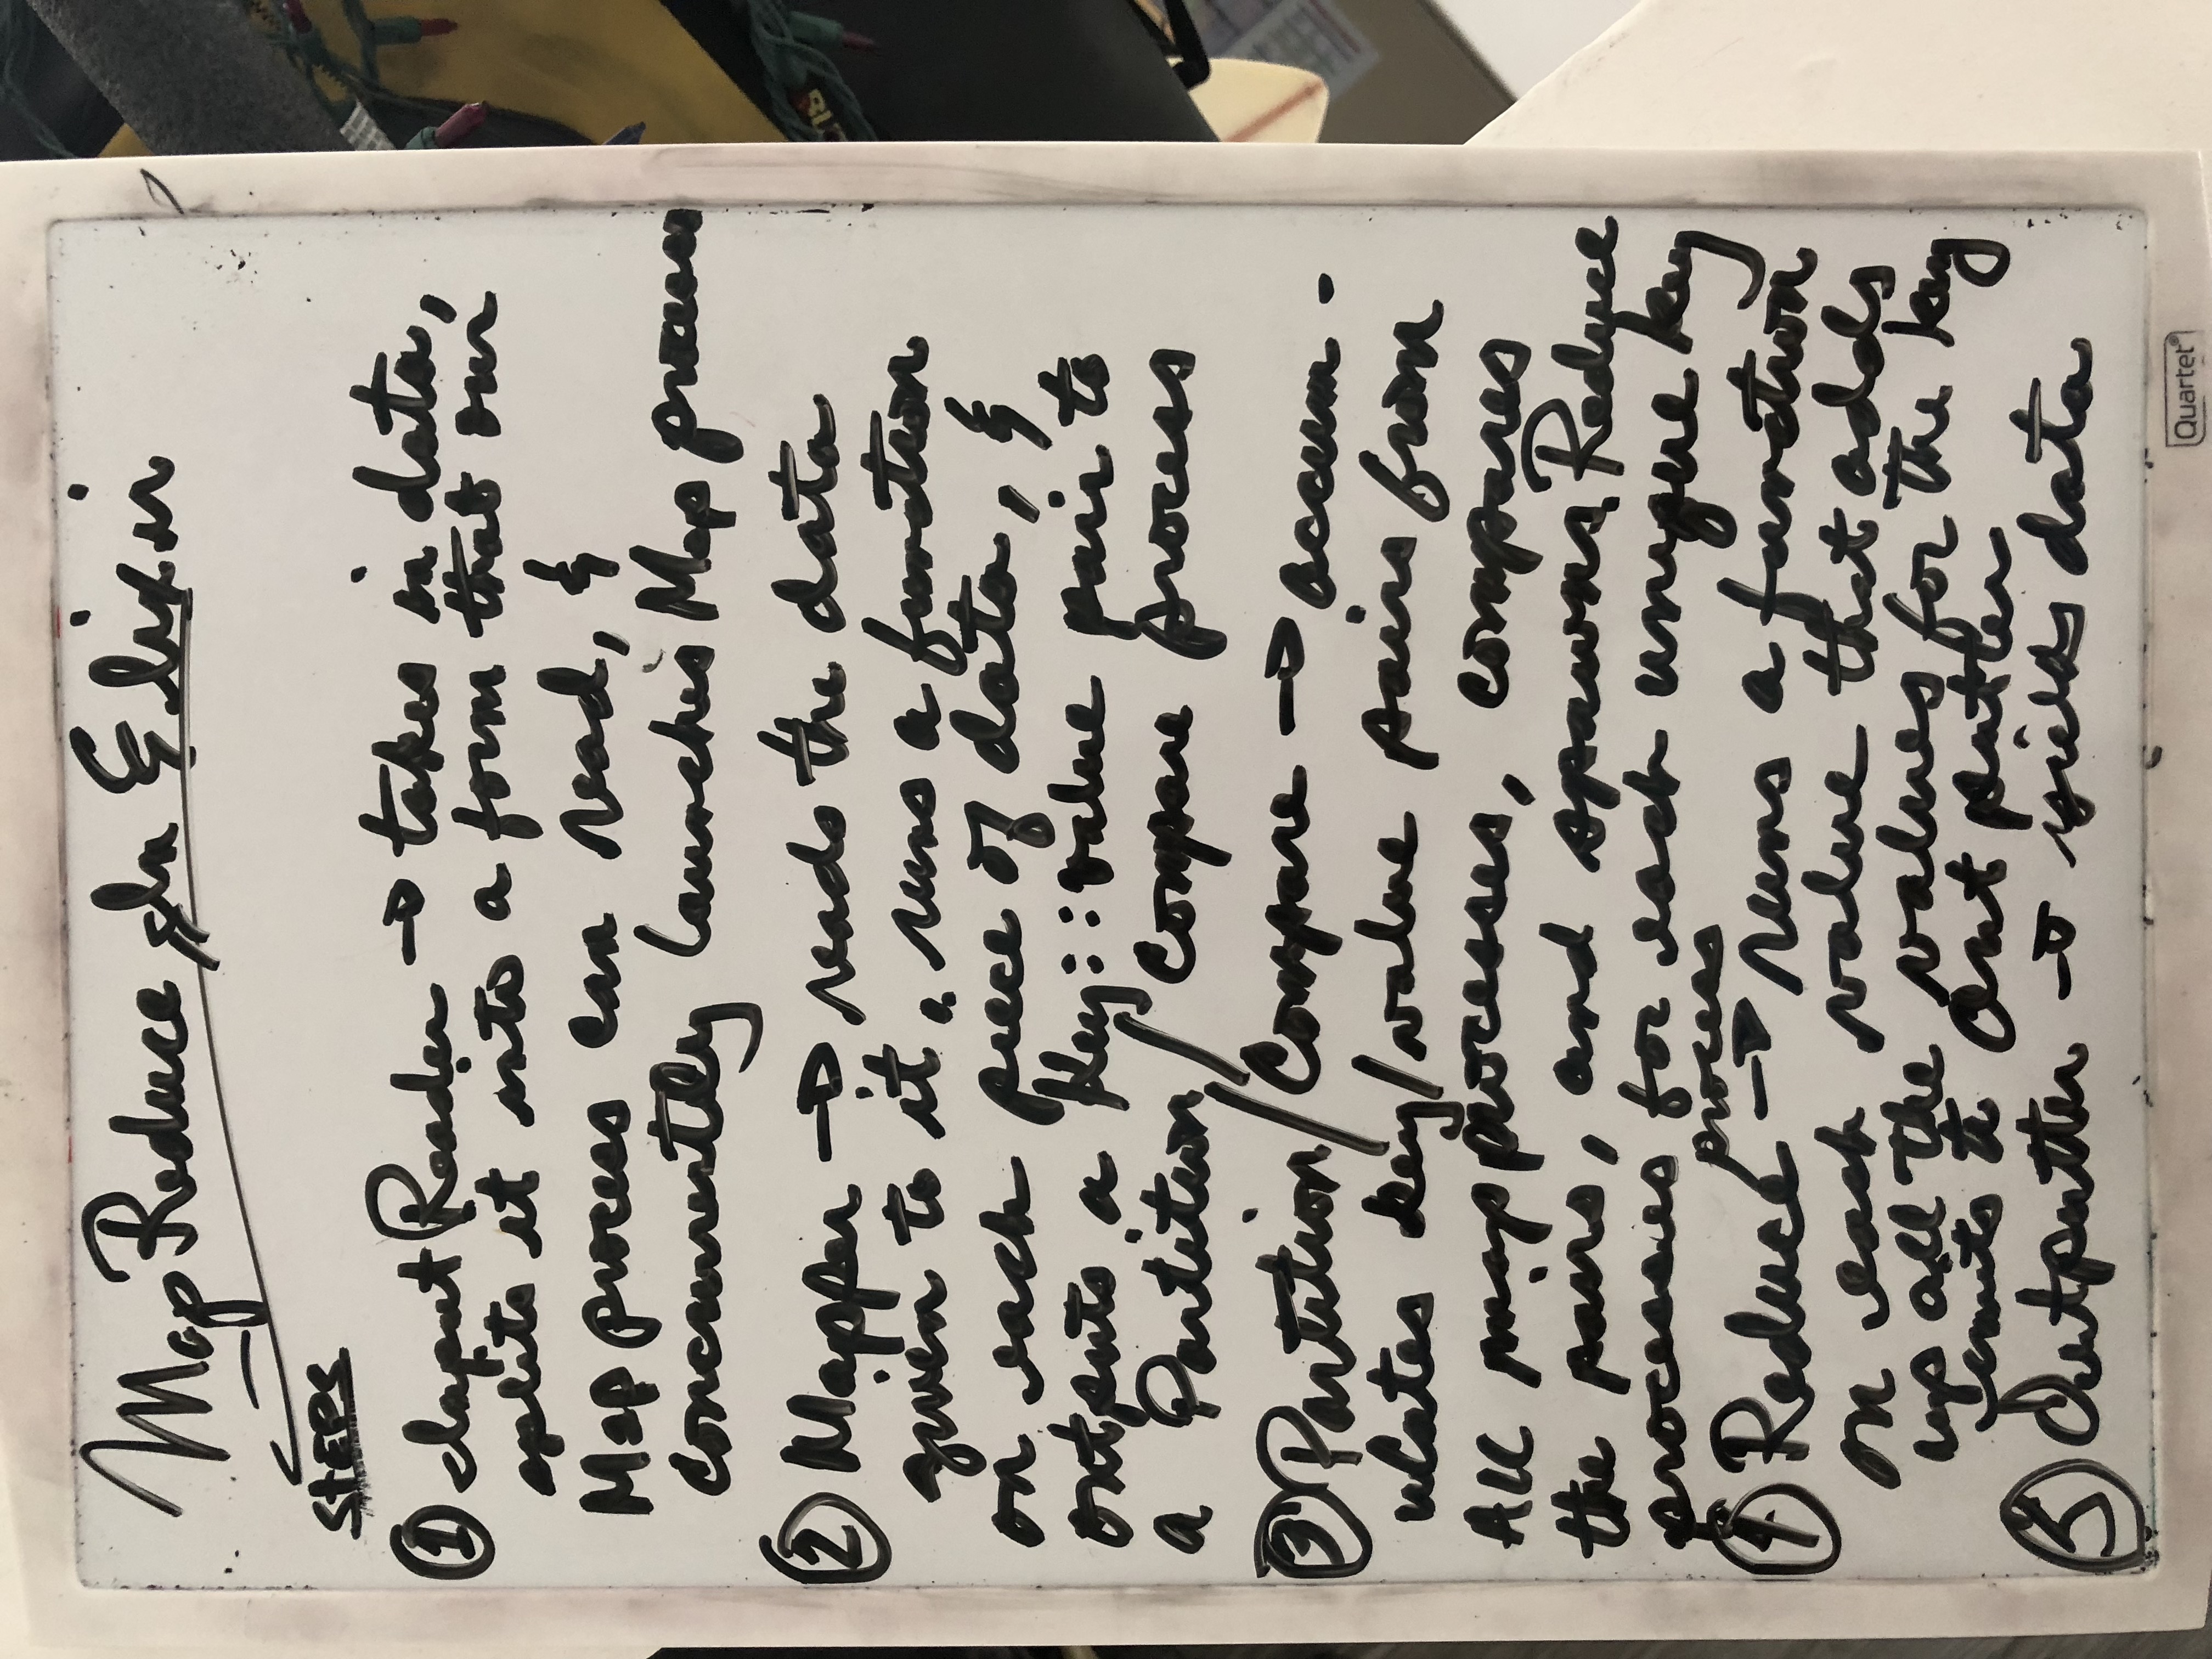 MapReduce In Elixir
STEPS
① Input Reader → takes in data,
splits it into a form that our
Map process can read, &
concurrently launches Map process
② Mapper → reads the data
given to it, runs a function
on each piece of data, &
outputs a Key::value pair to
a Partition/Compare process
③ Partition/Compare → accum-
ulates key/value pairs from
All map processes, compares
the pairs, and spawns Reduce
processes for each unique key
process
④ Reduce → runs a function
on each value that adds
up all the values for the key
emits to Outputter
⑤ Outputter → yields data
Quartet®